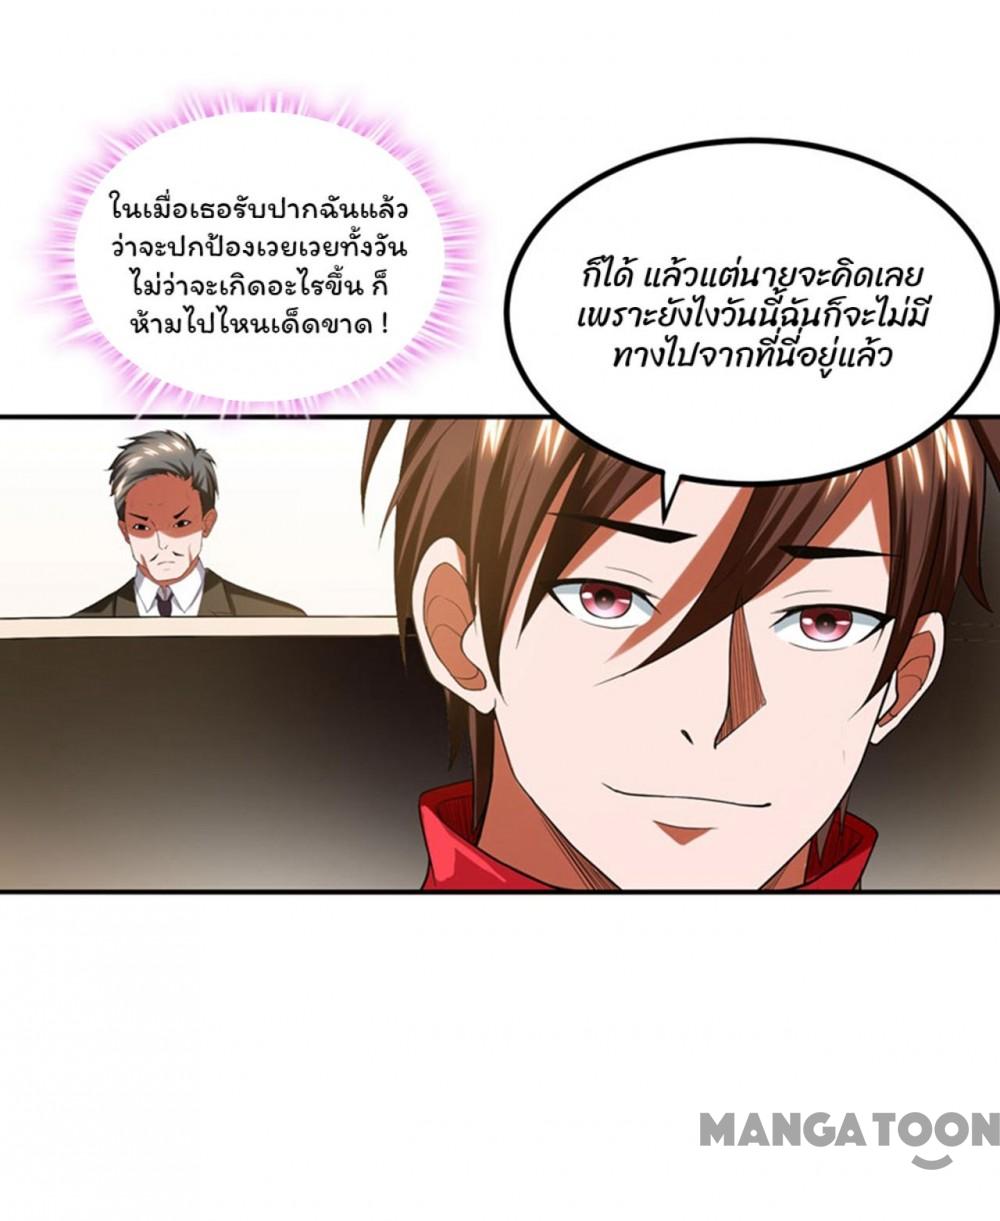 ในเมื่อเธอรับปากฉันแล้ว
ว่าจะปกป้องเวยเวยทั้งวัน
ไม่ว่าจะเกิดอะไรขึ้น ก็
ห้ามไปไหนเด็ดขาด !
ก็ได้ แล้วแต่นายจะคิดเลย
เพราะยังไงวันนี้ฉันก็จะไม่มี
ทางไปจากที่นี่อยู่แล้ว
MANGATOON